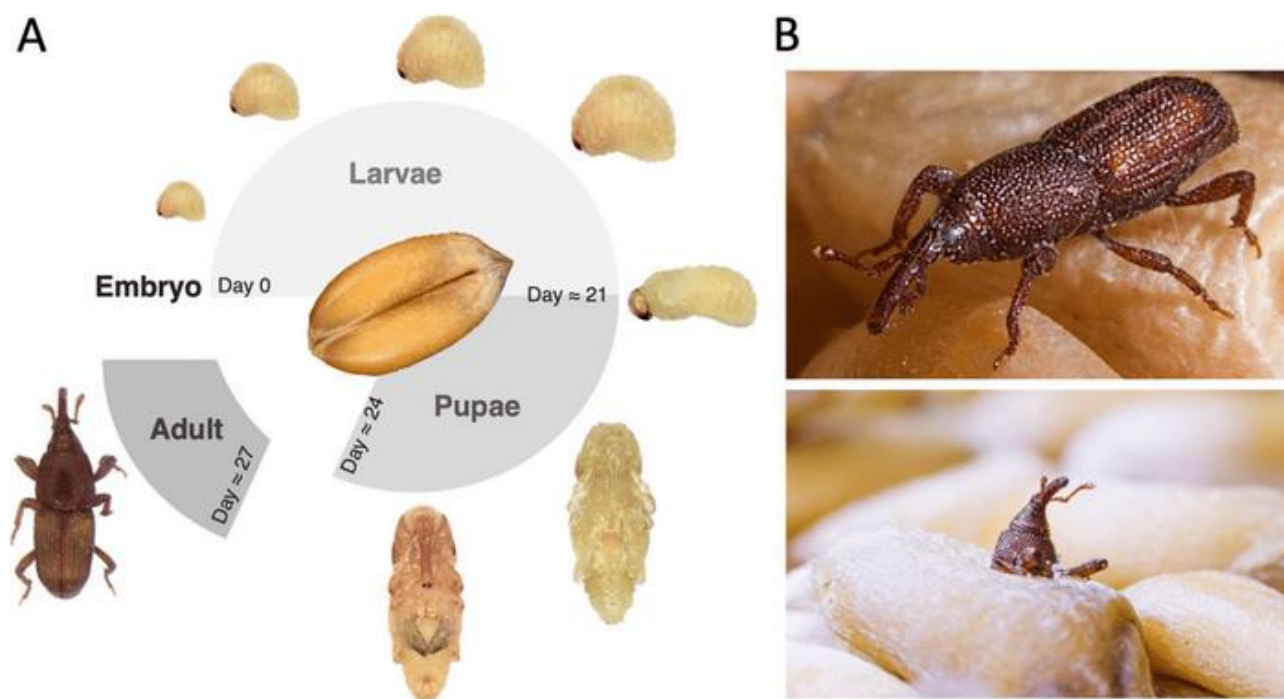 A
B
Larvae
Embryo
Day 0
Day ≈ 21
Pupae
Day ≈ 24
Adult
Day ≈ 27